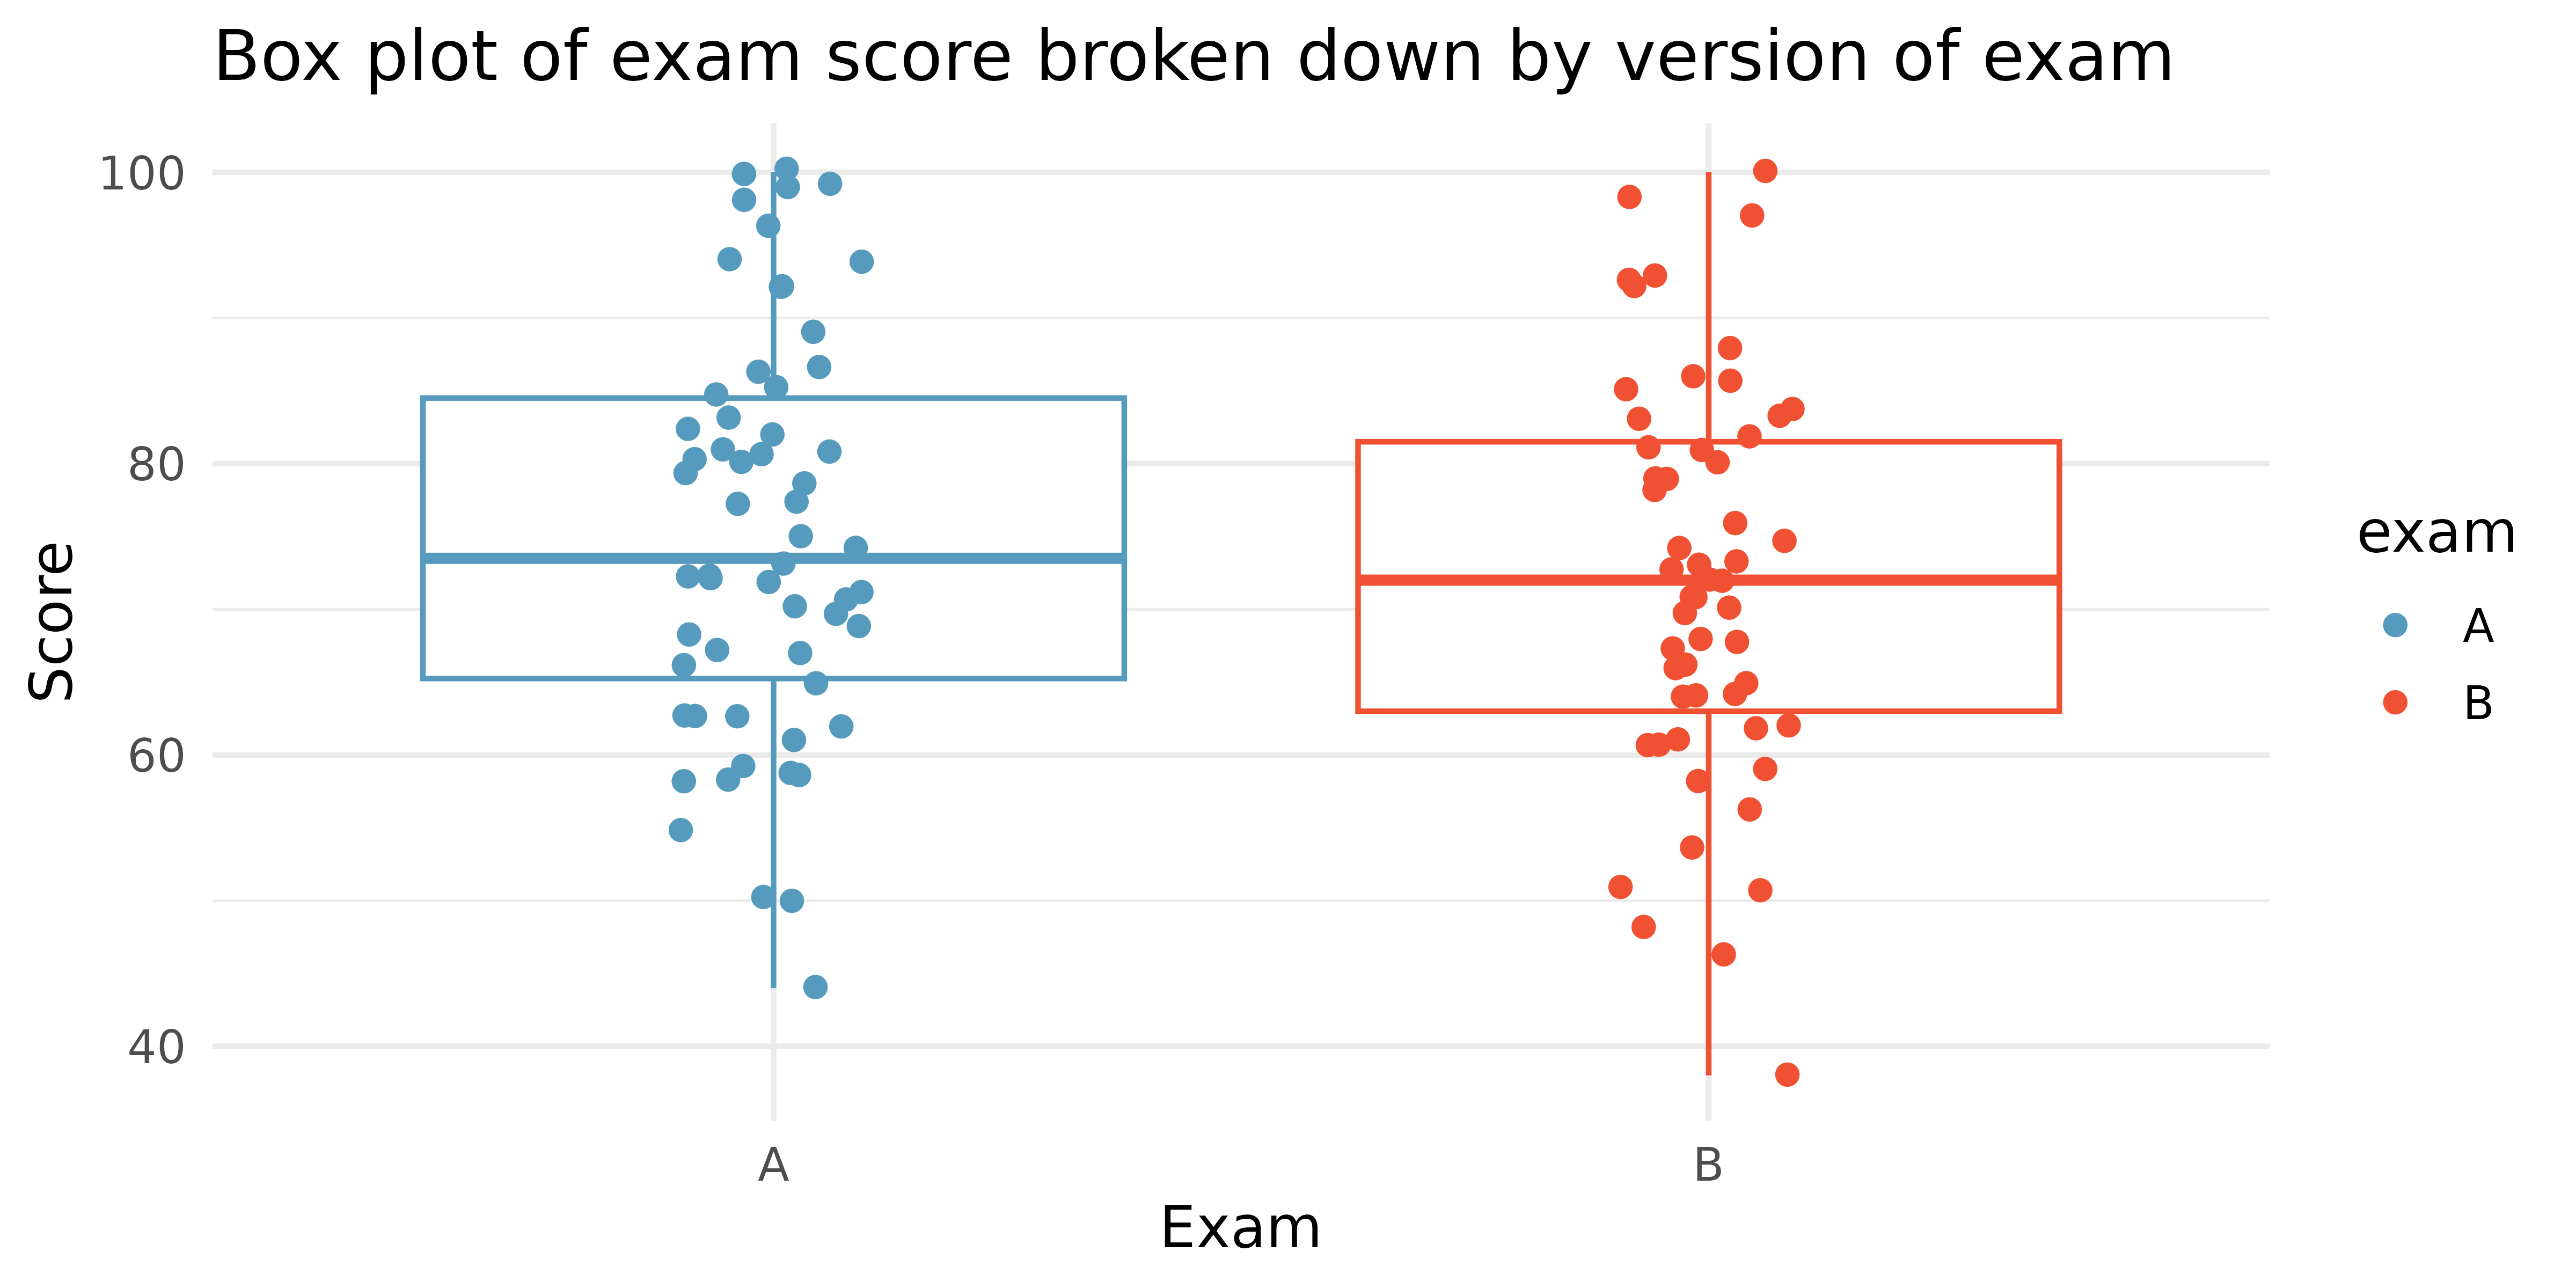 Box plot of exam score broken down by version of exam
Score
100
80
60
40
A
B
Exam
exam
A
B